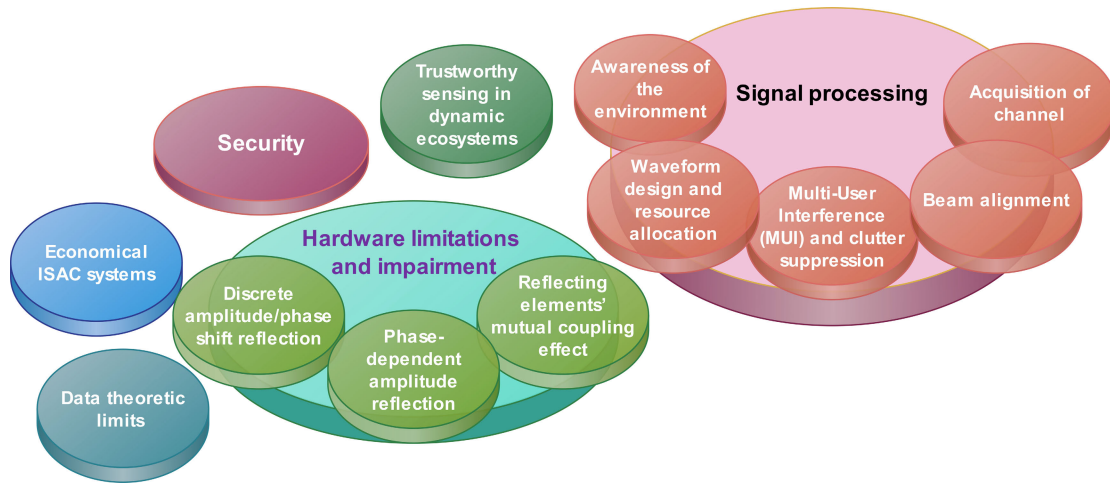 Trustworthy
sensing in
dynamic
ecosystems
Security
Economical
ISAC systems
Data theoretic
limits
Hardware limitations
and impairment
Discrete
amplitude/phase
shift reflection
Phase-
dependent
amplitude
reflection
Reflecting
elements’
mutual coupling
effect
Signal processing
Awareness of
the
environment
Waveform
design and
resource
allocation
Multi-User
Interference
(MUI) and clutter
suppression
Beam alignment
Acquisition of
channel